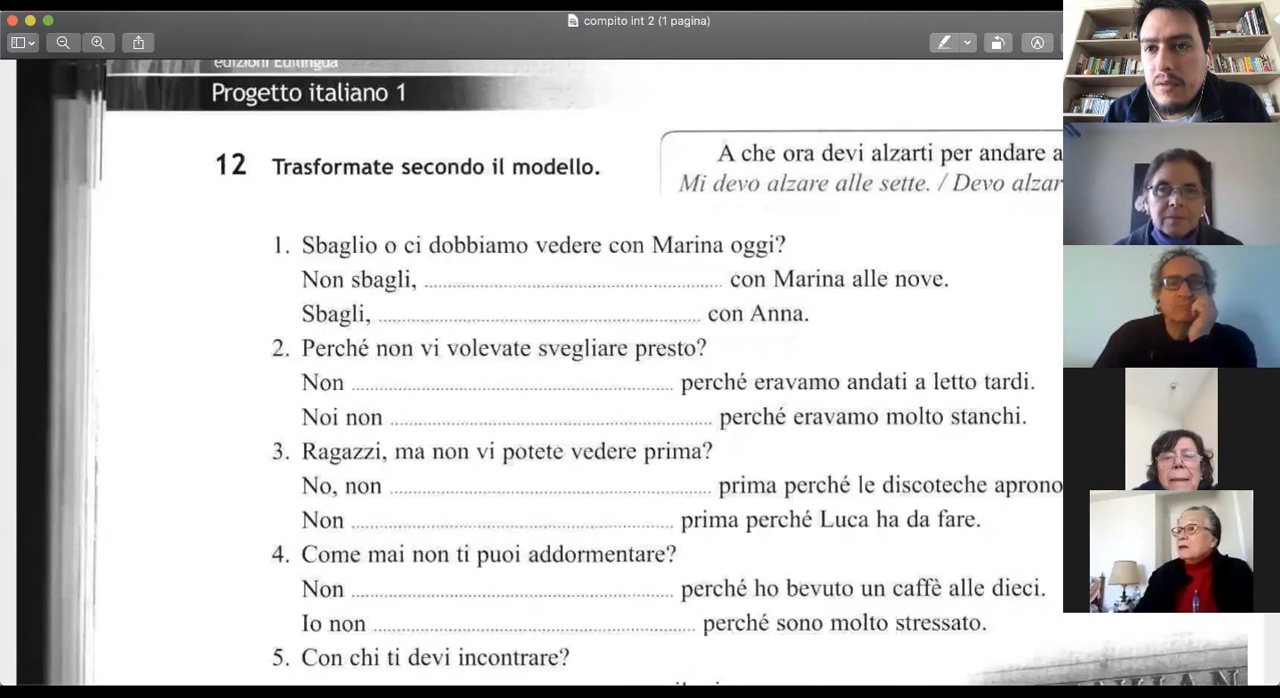 compito int 2 (1 pagina)
edizioni Edilingua
Progetto italiano 1
12 Trasformate secondo il modello.
A che ora devi alzarti per andare a
Mi devo alzare alle sette. / Devo alzar
1. Sbaglio o ci dobbiamo vedere con Marina oggi?
Non sbagli, ........................ con Marina alle nove.
Sbagli, ........................ con Anna.
2. Perché non vi volevate svegliare presto?
Non ........................ perché eravamo andati a letto tardi.
Noi non ........................ perché eravamo molto stanchi.
3. Ragazzi, ma non vi potete vedere prima?
No, non ........................ prima perché le discoteche aprono
Non ........................ prima perché Luca ha da fare.
4. Come mai non ti puoi addormentare?
Non ........................ perché ho bevuto un caffè alle dieci.
Io non ........................ perché sono molto stressato.
5. Con chi ti devi incontrare?